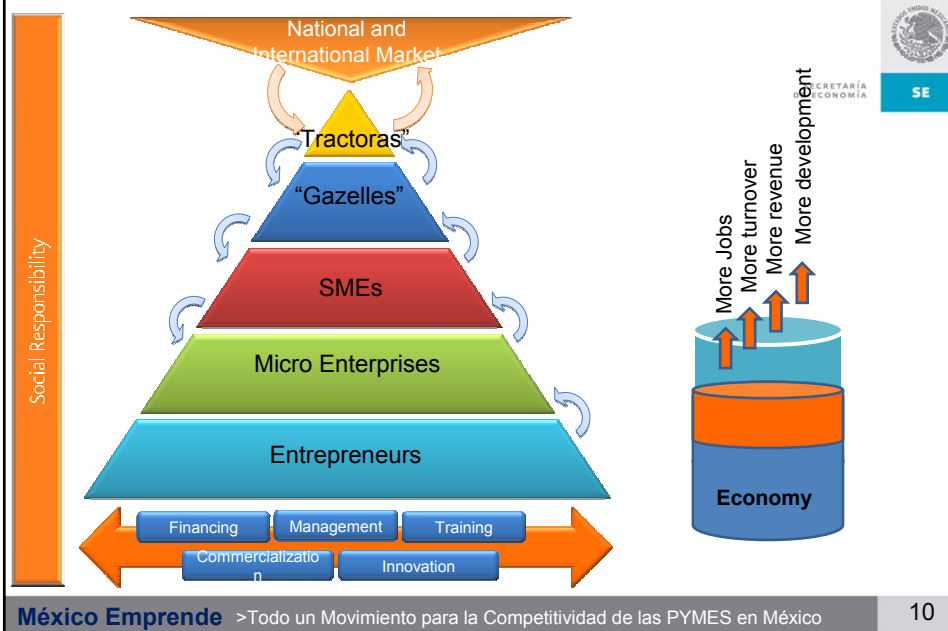 National and
International Market
SECRETARÍA
DE ECONOMÍA
SE
"Tractoras"
"Gazelles"
SMEs
Micro Enterprises
Entrepreneurs
Social Responsibility
Financing
Management
Training
Commercializatio
n
Innovation
More Jobs
More turnover
More revenue
More development
Economy
México Emprende >Todo un Movimiento para la Competitividad de las PYMES en México
10